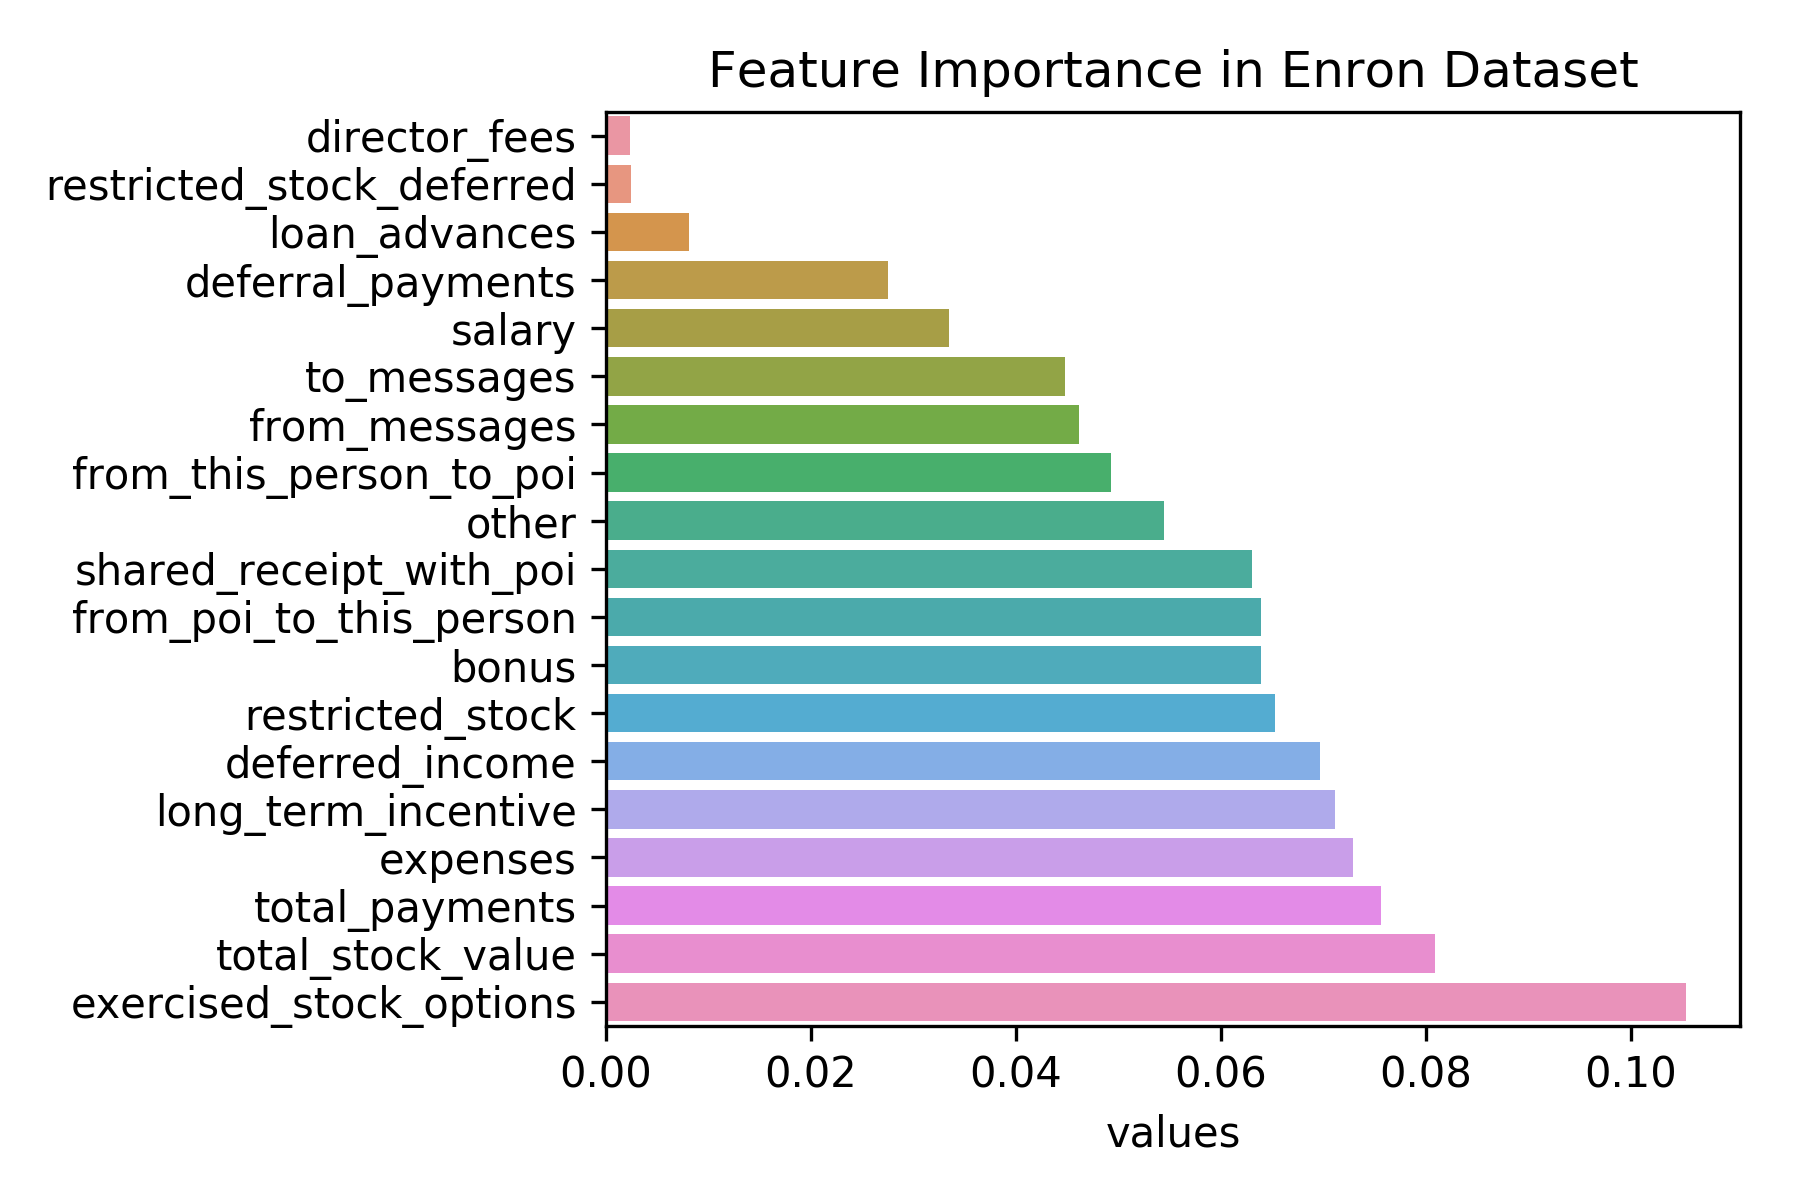 Feature Importance in Enron Dataset
director_fees
restricted_stock_deferred
loan_advances
deferral_payments
salary
to_messages
from_messages
from_this_person_to_poi
other
shared_receipt_with_poi
from_poi_to_this_person
bonus
restricted_stock
deferred_income
long_term_incentive
expenses
total_payments
total_stock_value
exercised_stock_options
0.00 0.02 0.04 0.06 0.08 0.10
values